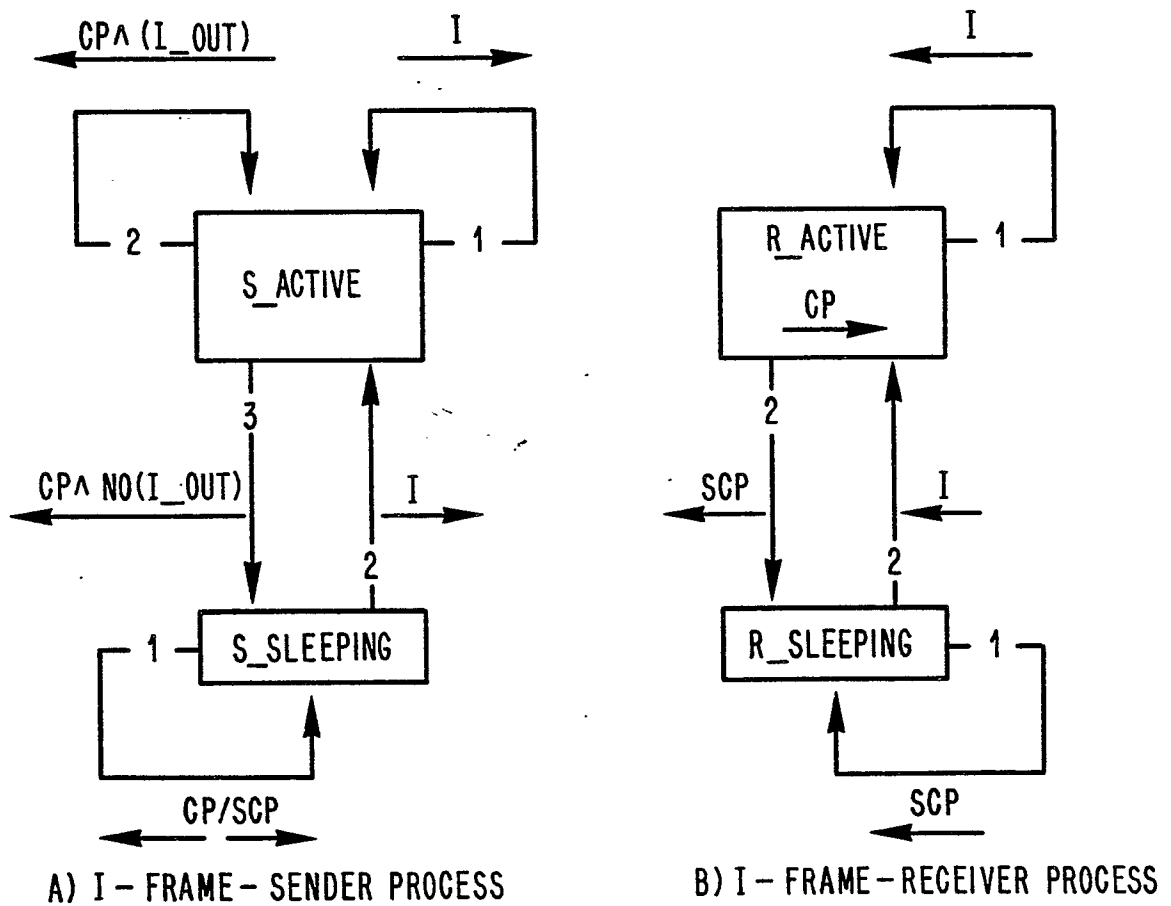 CP∧(I_OUT)
I
2
1
S_ACTIVE
3
CP∧ NO(I_OUT)
I
2
1
S_SLEEPING
CP/SCP
A) I-FRAME-SENDER PROCESS
I
R_ACTIVE
1
CP
2
SCP
I
2
R_SLEEPING
1
SCP
B) I-FRAME-RECEIVER PROCESS